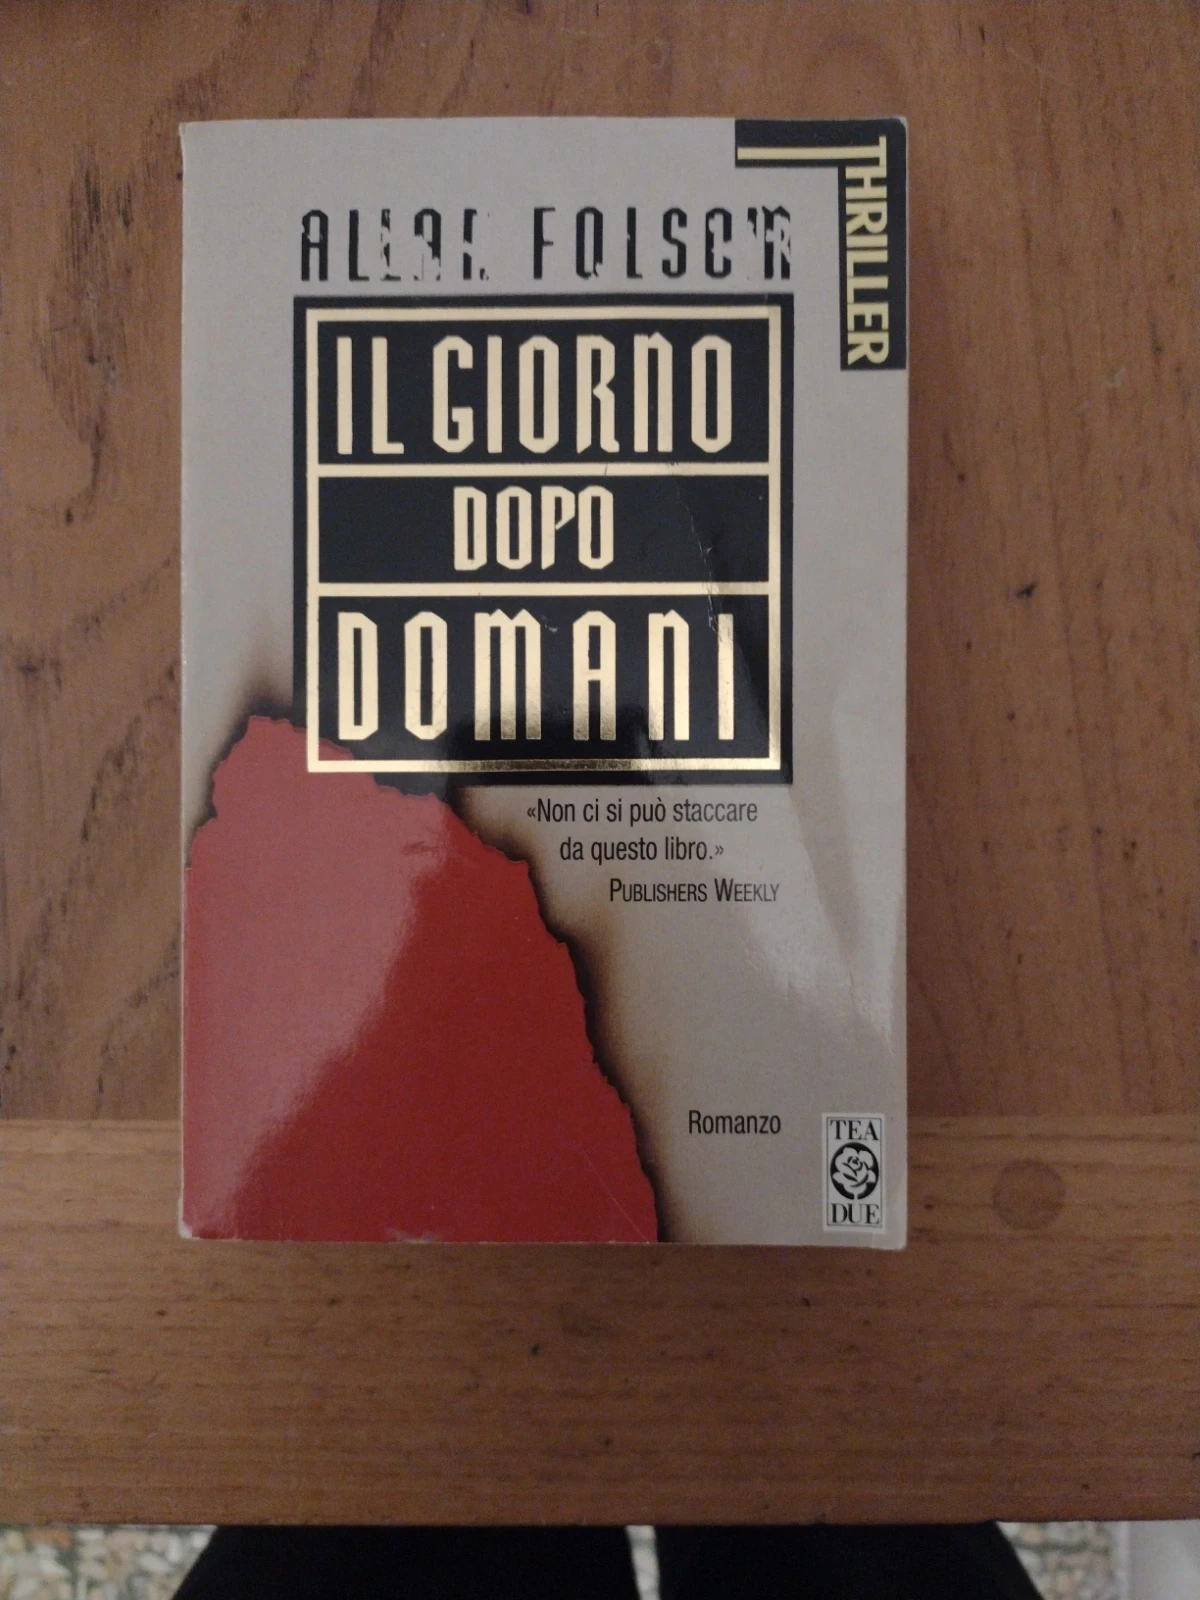 THRILLER
ALLAN FOLSOM
IL GIORNO
DOPO
DOMANI
«Non ci si può staccare
da questo libro.»
PUBLISHERS WEEKLY
Romanzo
TEA
DUE